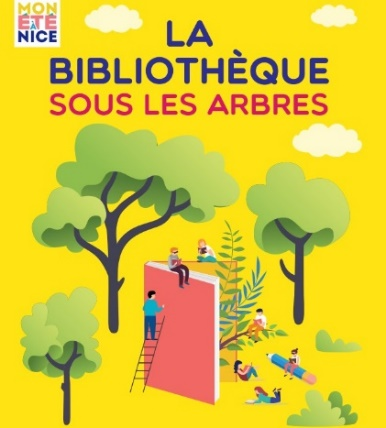 MON
ÉTÉ
À
NICE
LA
BIBLIOTHÈQUE
SOUS LES ARBRES